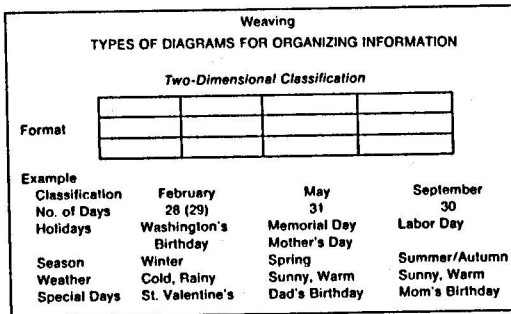 Weaving
TYPES OF DIAGRAMS FOR ORGANIZING INFORMATION
Two-Dimensional Classification
Format
Example
Classification February May September
No. of Days 28 (29) 31 30
Holidays Washington's Memorial Day Labor Day
Birthday Mother's Day
Season Winter Spring Summer/Autumn
Weather Cold, Rainy Sunny, Warm Sunny, Warm
Special Days St. Valentine's Dad's Birthday Mom's Birthday